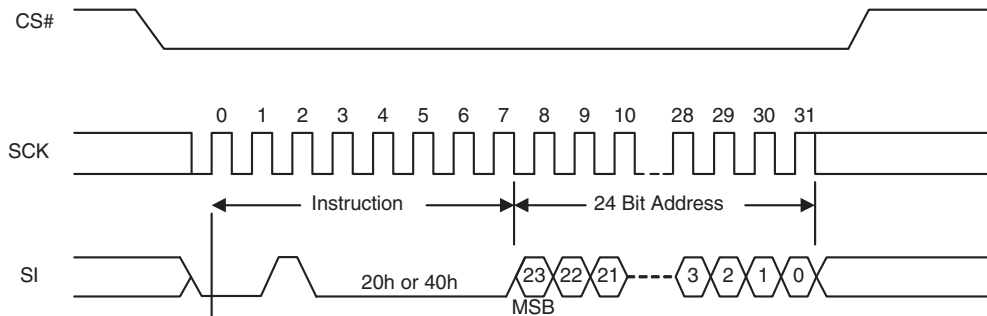 CS#
0 1 2 3 4 5 6 7 8 9 10 28 29 30 31
SCK
Instruction 24 Bit Address
SI 20h or 40h 23 22 21 3 2 1 0
MSB